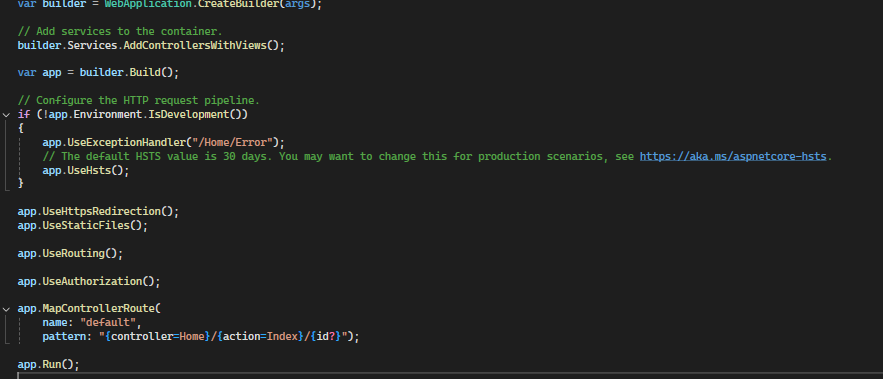 var builder = WebApplication.CreateBuilder(args);
// Add services to the container.
builder.Services.AddControllersWithViews();
var app = builder.Build();
// Configure the HTTP request pipeline.
if (!app.Environment.IsDevelopment())
{
    app.UseExceptionHandler("/Home/Error");
    // The default HSTS value is 30 days. You may want to change this for production scenarios, see https://aka.ms/aspnetcore-hsts.
    app.UseHsts();
}
app.UseHttpsRedirection();
app.UseStaticFiles();
app.UseRouting();
app.UseAuthorization();
app.MapControllerRoute(
    name: "default",
    pattern: "{controller=Home}/{action=Index}/{id?}");
app.Run();